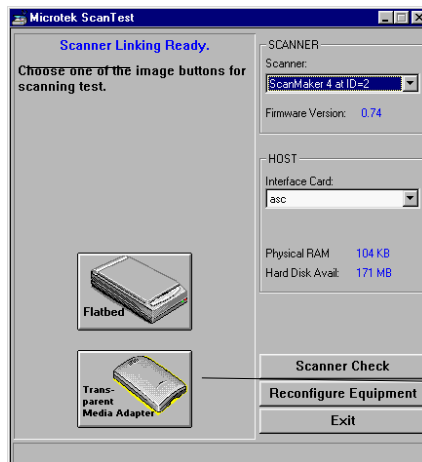 Microtek ScanTest
Scanner Linking Ready.
Choose one of the image buttons for
scanning test.
Flatbed
Trans-
parent
Media Adapter
SCANNER
Scanner:
ScanMaker 4 at ID=2
Firmware Version: 0.74
HOST
Interface Card:
asc
Physical RAM 104 KB
Hard Disk Avail: 171 MB
Scanner Check
Reconfigure Equipment
Exit